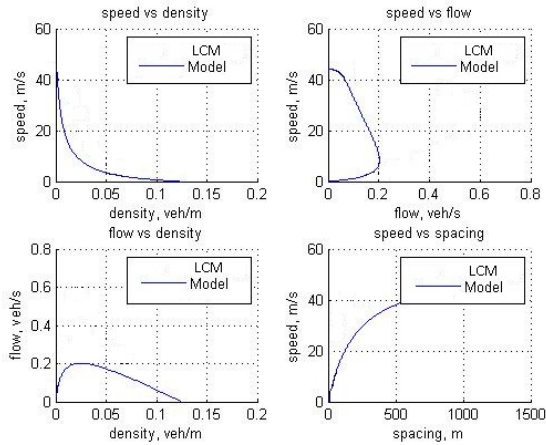 speed vs density
60
40
20
0
speed, m/s
0
0.05
0.1
0.15
0.2
density, veh/m
LCM
Model
speed vs flow
60
40
20
0
speed, m/s
0
0.2
0.4
0.6
0.8
flow, veh/s
LCM
Model
flow vs density
0.8
0.6
0.4
0.2
0
flow, veh/s
0
0.05
0.1
0.15
0.2
density, veh/m
LCM
Model
speed vs spacing
60
40
20
0
speed, m/s
0
500
1000
1500
spacing, m
LCM
Model